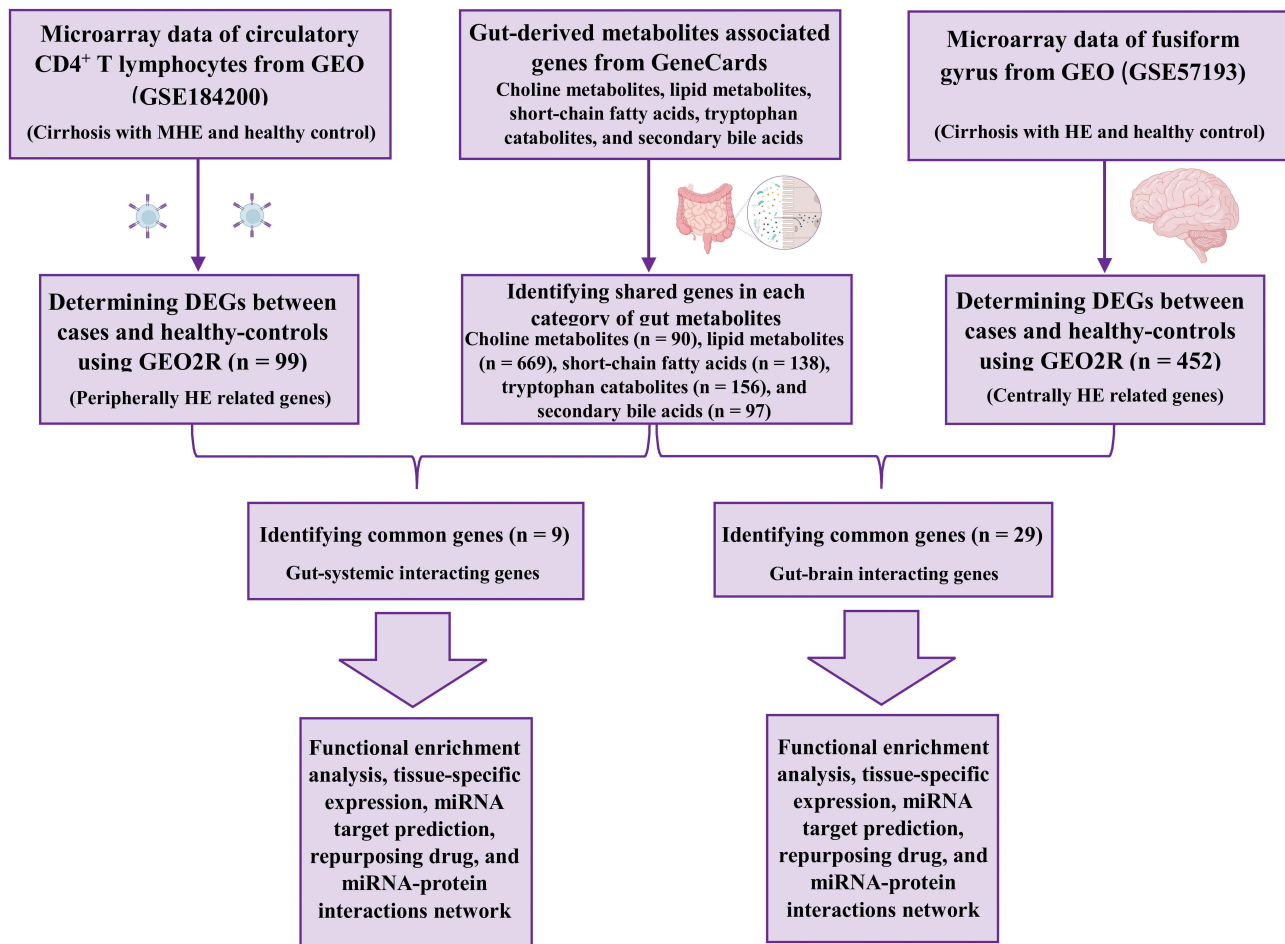 Microarray data of circulatory
CD4⁺ T lymphocytes from GEO
(GSE184200)
(Cirrhosis with MHE and healthy control)
Gut-derived metabolites associated
genes from GeneCards
Choline metabolites, lipid metabolites,
short-chain fatty acids, tryptophan
catabolites, and secondary bile acids
Microarray data of fusiform
gyrus from GEO (GSE57193)
(Cirrhosis with HE and healthy control)
Determining DEGs between
cases and healthy-controls
using GEO2R (n = 99)
(Peripherally HE related genes)
Identifying shared genes in each
category of gut metabolites
Choline metabolites (n = 90), lipid metabolites
(n = 669), short-chain fatty acids (n = 138),
tryptophan catabolites (n = 156), and
secondary bile acids (n = 97)
Determining DEGs between
cases and healthy-controls
using GEO2R (n = 452)
(Centrally HE related genes)
Identifying common genes (n = 9)
Gut-systemic interacting genes
Identifying common genes (n = 29)
Gut-brain interacting genes
Functional enrichment
analysis, tissue-specific
expression, miRNA
target prediction,
repurposing drug, and
miRNA-protein
interactions network
Functional enrichment
analysis, tissue-specific
expression, miRNA
target prediction,
repurposing drug, and
miRNA-protein
interactions network